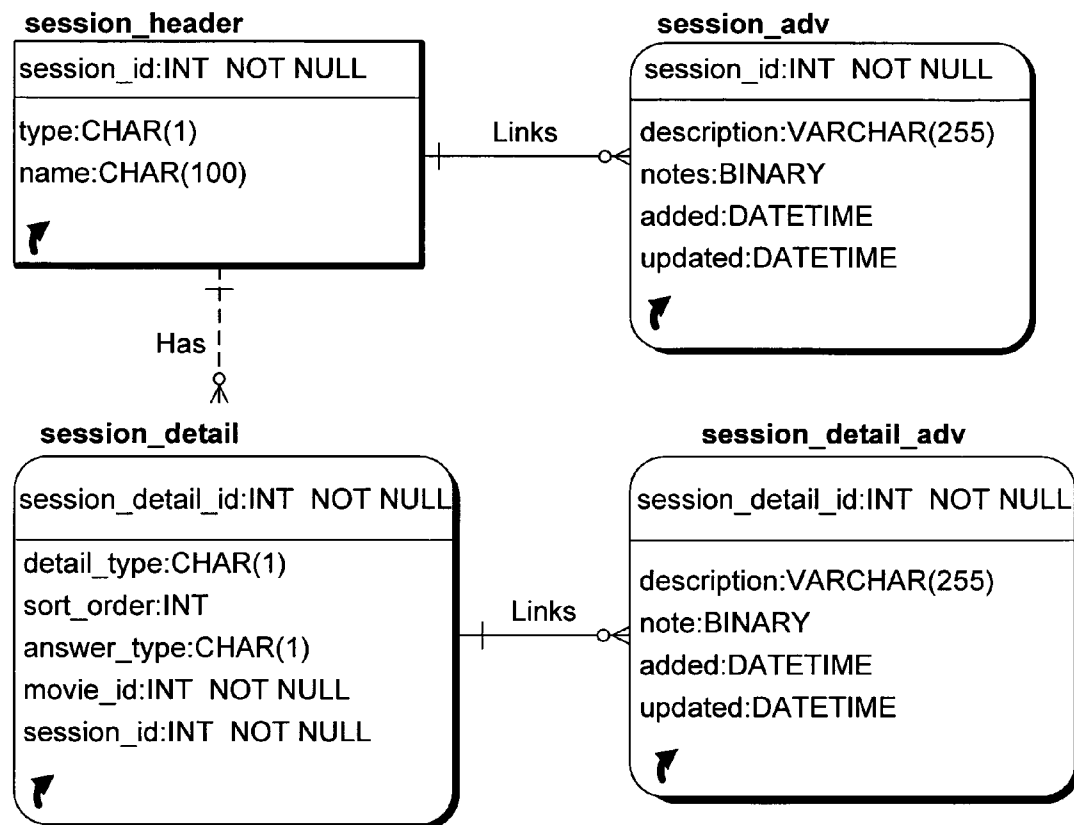 session_header
session_id:INT NOT NULL
type:CHAR(1)
name:CHAR(100)
Links
session_adv
session_id:INT NOT NULL
description:VARCHAR(255)
notes:BINARY
added:DATETIME
updated:DATETIME
Has
session_detail
session_detail_id:INT NOT NULL
detail_type:CHAR(1)
sort_order:INT
answer_type:CHAR(1)
movie_id:INT NOT NULL
session_id:INT NOT NULL
Links
session_detail_adv
session_detail_id:INT NOT NULL
description:VARCHAR(255)
note:BINARY
added:DATETIME
updated:DATETIME